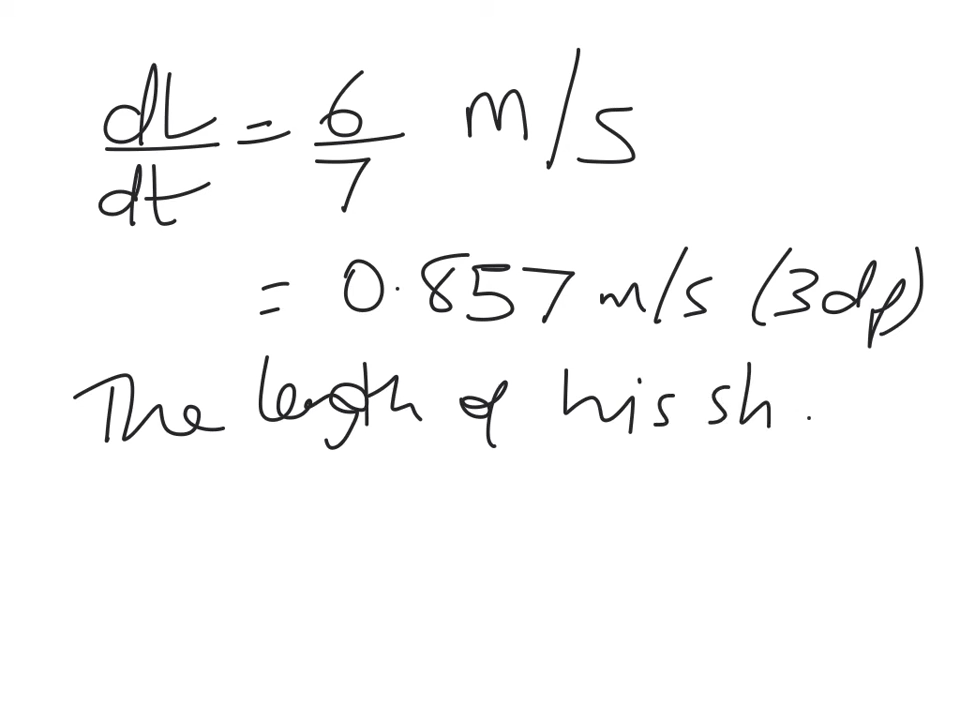 dL/dt = 6/7 m/s
= 0.857 m/s (3dp)
The length of his sh.